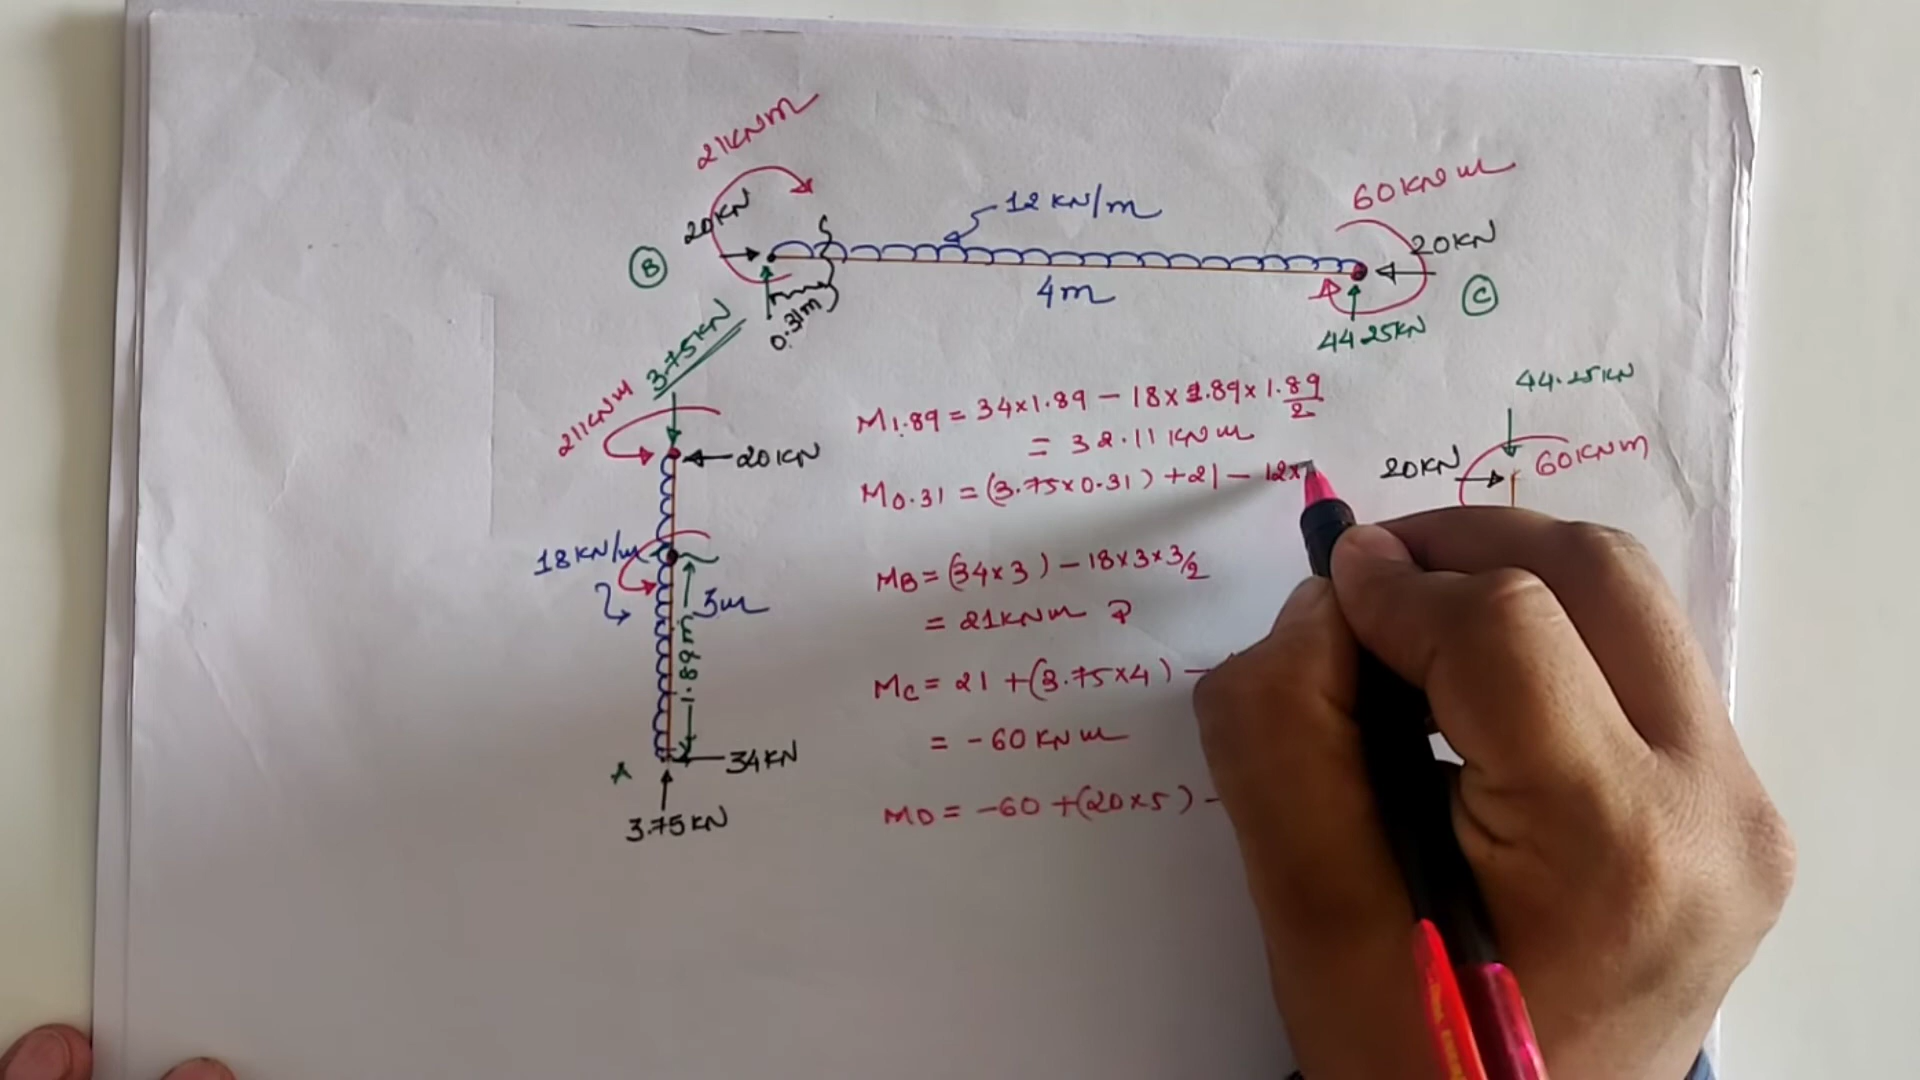 21KNm
20KN
12 KN/m
60KNm
20KN
B
4m
C
0.31m
3.75KN
44.25KN
44.25KN
211KNM
20KN
M1.89 = 34×1.89 - 18×1.89×1.89/2
= 32.11 KNm
20KN
60KNm
M0.31 = (3.75×0.31) +21 - 12×
18KN/m
MB = (34×3) - 18×3×3/2
3m
= 21KNm
1.89m
MC = 21 +(3.75×4) -
= -60 KNm
A
34KN
3.75KN
MD = -60 +(20×5) -